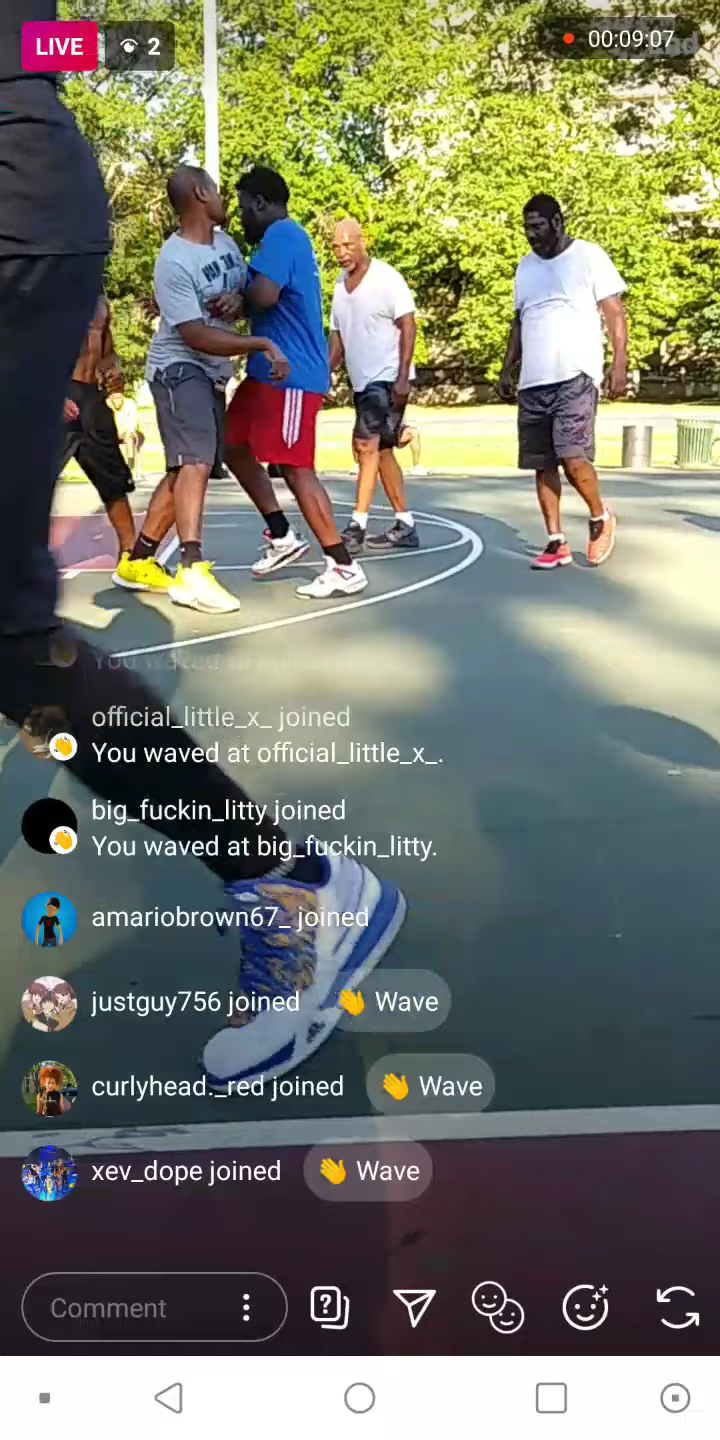 LIVE
2
00:09:07
official_little_x_ joined
You waved at official_little_x_.
big_fuckin_litty joined
You waved at big_fuckin_litty.
amariobrown67_ joined
justguy756 joined
Wave
curlyhead._red joined
Wave
xev_dope joined
Wave
Comment